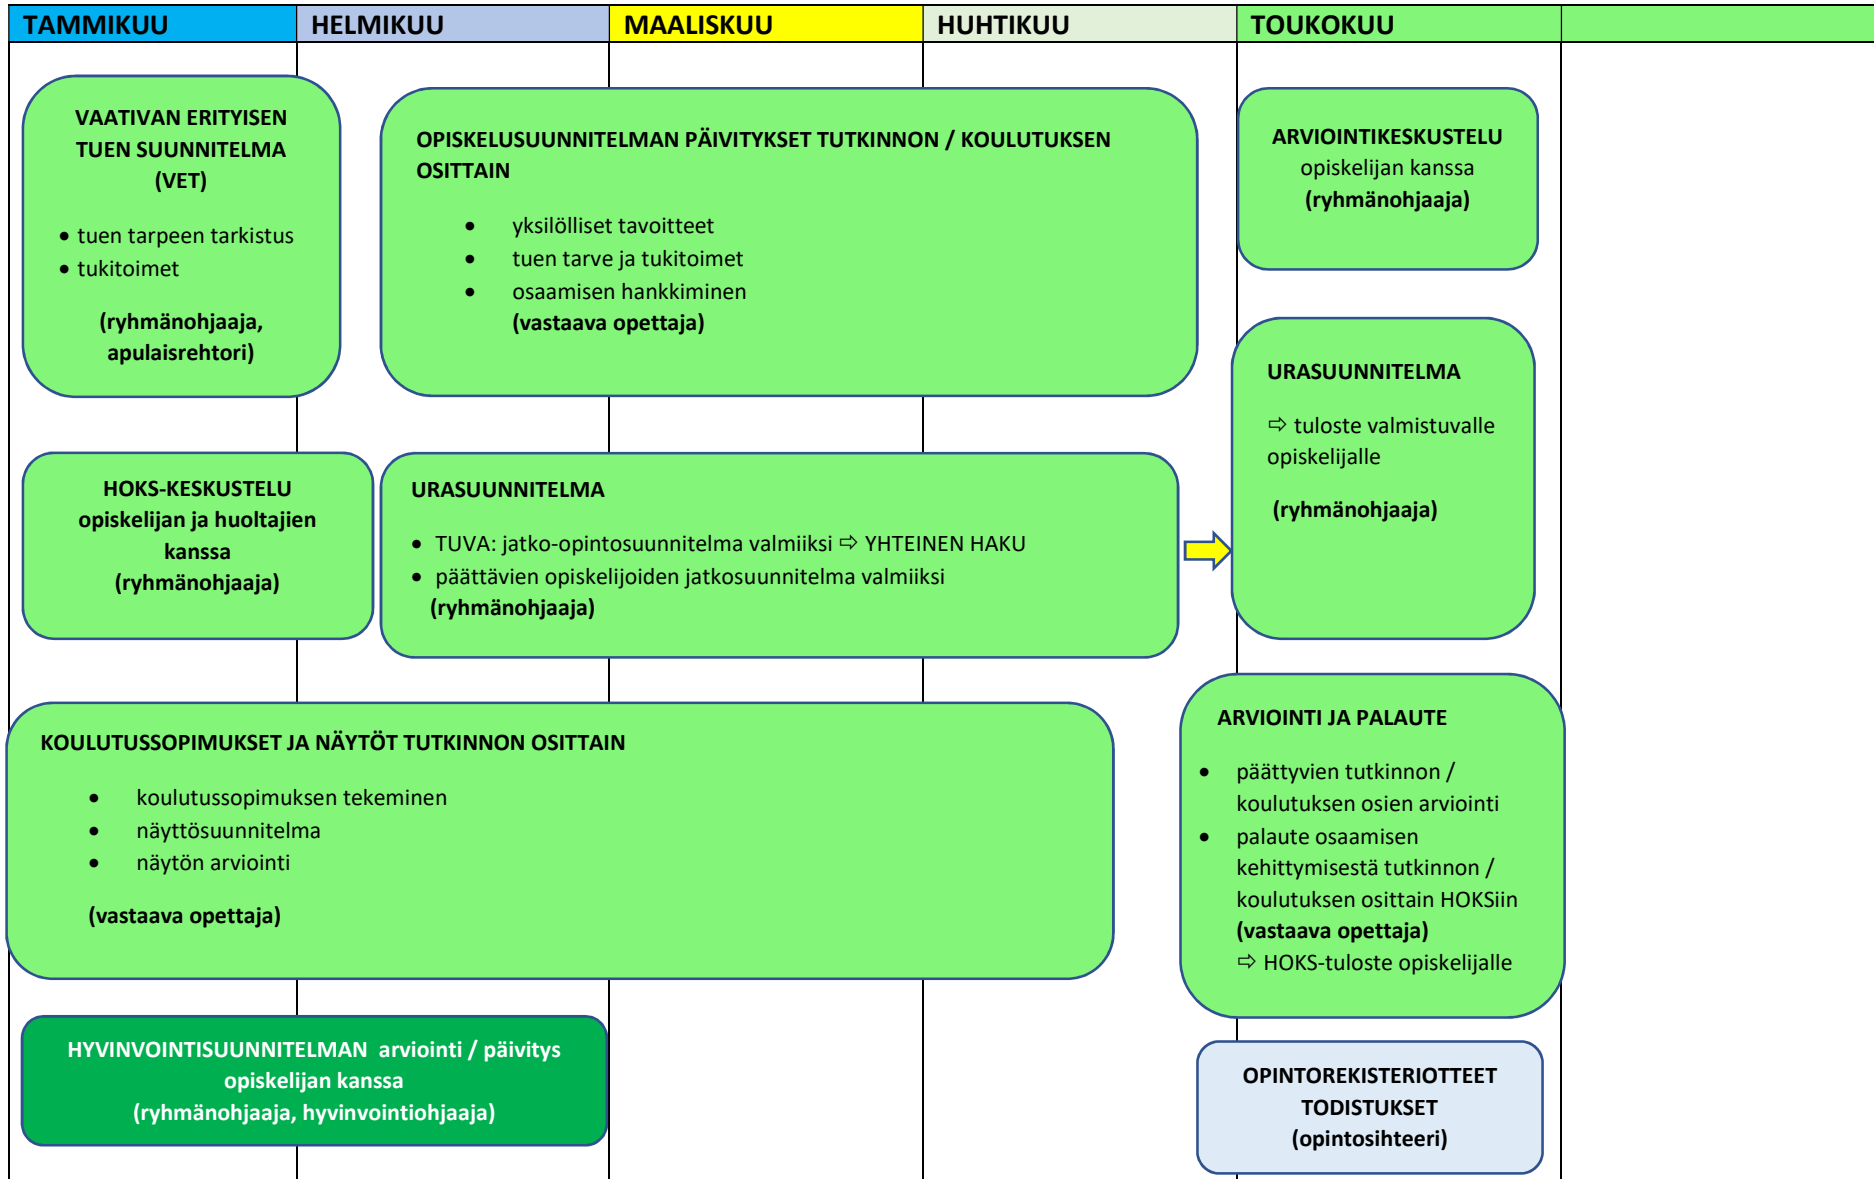 TAMMIKUU HELMIKUU MAALISKUU HUHTIKUU TOUKOKUU
VAATIVAN ERITYISEN
TUEN SUUNNITELMA
(VET)
• tuen tarpeen tarkistus
• tukitoimet
(ryhmänohjaaja,
apulaisrehtori)
OPISKELUSUUNNITELMAN PÄIVITYKSET TUTKINNON / KOULUTUKSEN
OSITTAIN
• yksilölliset tavoitteet
• tuen tarve ja tukitoimet
• osaamisen hankkiminen
(vastaava opettaja)
ARVIOINTIKESKUSTELU
opiskelijan kanssa
(ryhmänohjaaja)
HOKS-KESKUSTELU
opiskelijan ja huoltajien
kanssa
(ryhmänohjaaja)
URASUUNNITELMA
• TUVA: jatko-opintosuunnitelma valmiiksi ⇨ YHTEINEN HAKU
• päättävien opiskelijoiden jatkosuunnitelma valmiiksi
(ryhmänohjaaja)
URASUUNNITELMA
⇨ tuloste valmistuvalle
opiskelijalle
(ryhmänohjaaja)
KOULUTUSSOPIMUKSET JA NÄYTÖT TUTKINNON OSITTAIN
• koulutussopimuksen tekeminen
• näyttösuunnitelma
• näytön arviointi
(vastaava opettaja)
ARVIOINTI JA PALAUTE
• päättyvien tutkinnon /
koulutuksen osien arviointi
• palaute osaamisen
kehittymisestä tutkinnon /
koulutuksen osittain HOKSiin
(vastaava opettaja)
⇨ HOKS-tuloste opiskelijalle
HYVINVOINTISUUNNITELMAN arviointi / päivitys
opiskelijan kanssa
(ryhmänohjaaja, hyvinvointiohjaaja)
OPINTOREKISTERIOTTEET
TODISTUKSET
(opintosihteeri)